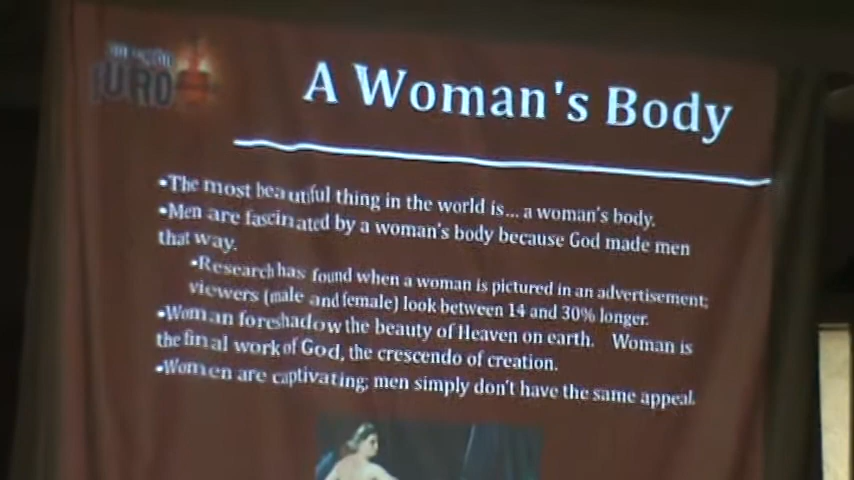 URO
A Woman's Body
•The most beautiful thing in the world is... a woman's body.
•Men are fascinated by a woman's body because God made men
that way.
•Research has found when a woman is pictured in an advertisement;
viewers (male and female) look between 14 and 30% longer.
•Woman foreshadow the beauty of Heaven on earth. Woman is
the final work of God, the crescendo of creation.
•Women are captivating; men simply don't have the same appeal.